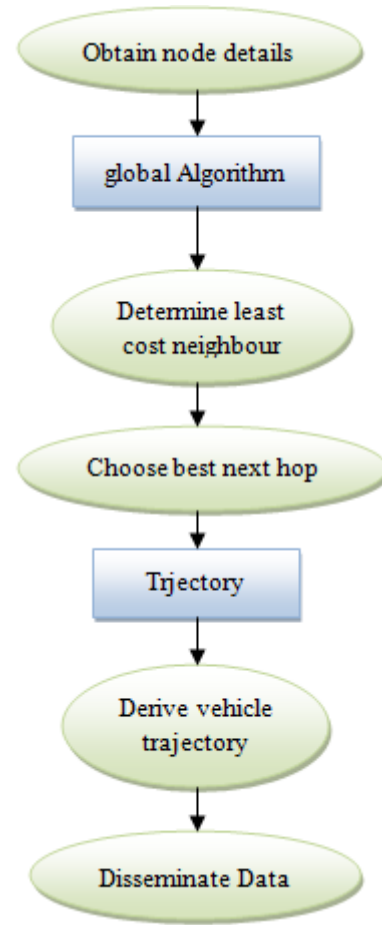 Obtain node details
global Algorithm
Determine least
cost neighbour
Choose best next hop
Trjectory
Derive vehicle
trajectory
Disseminate Data